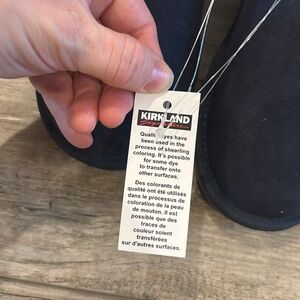 KIRKLAND
Signature
Quality dyes have
been used in the
process of shearling
coloring. It's possible
for some dye
to transfer onto
other surfaces.
Des colorants de
qualité ont été utilisés
dans le processus de
coloration de la peau
de mouton. Il est
possible que des
traces de
couleur soient
transférées
sur d'autres surfaces.